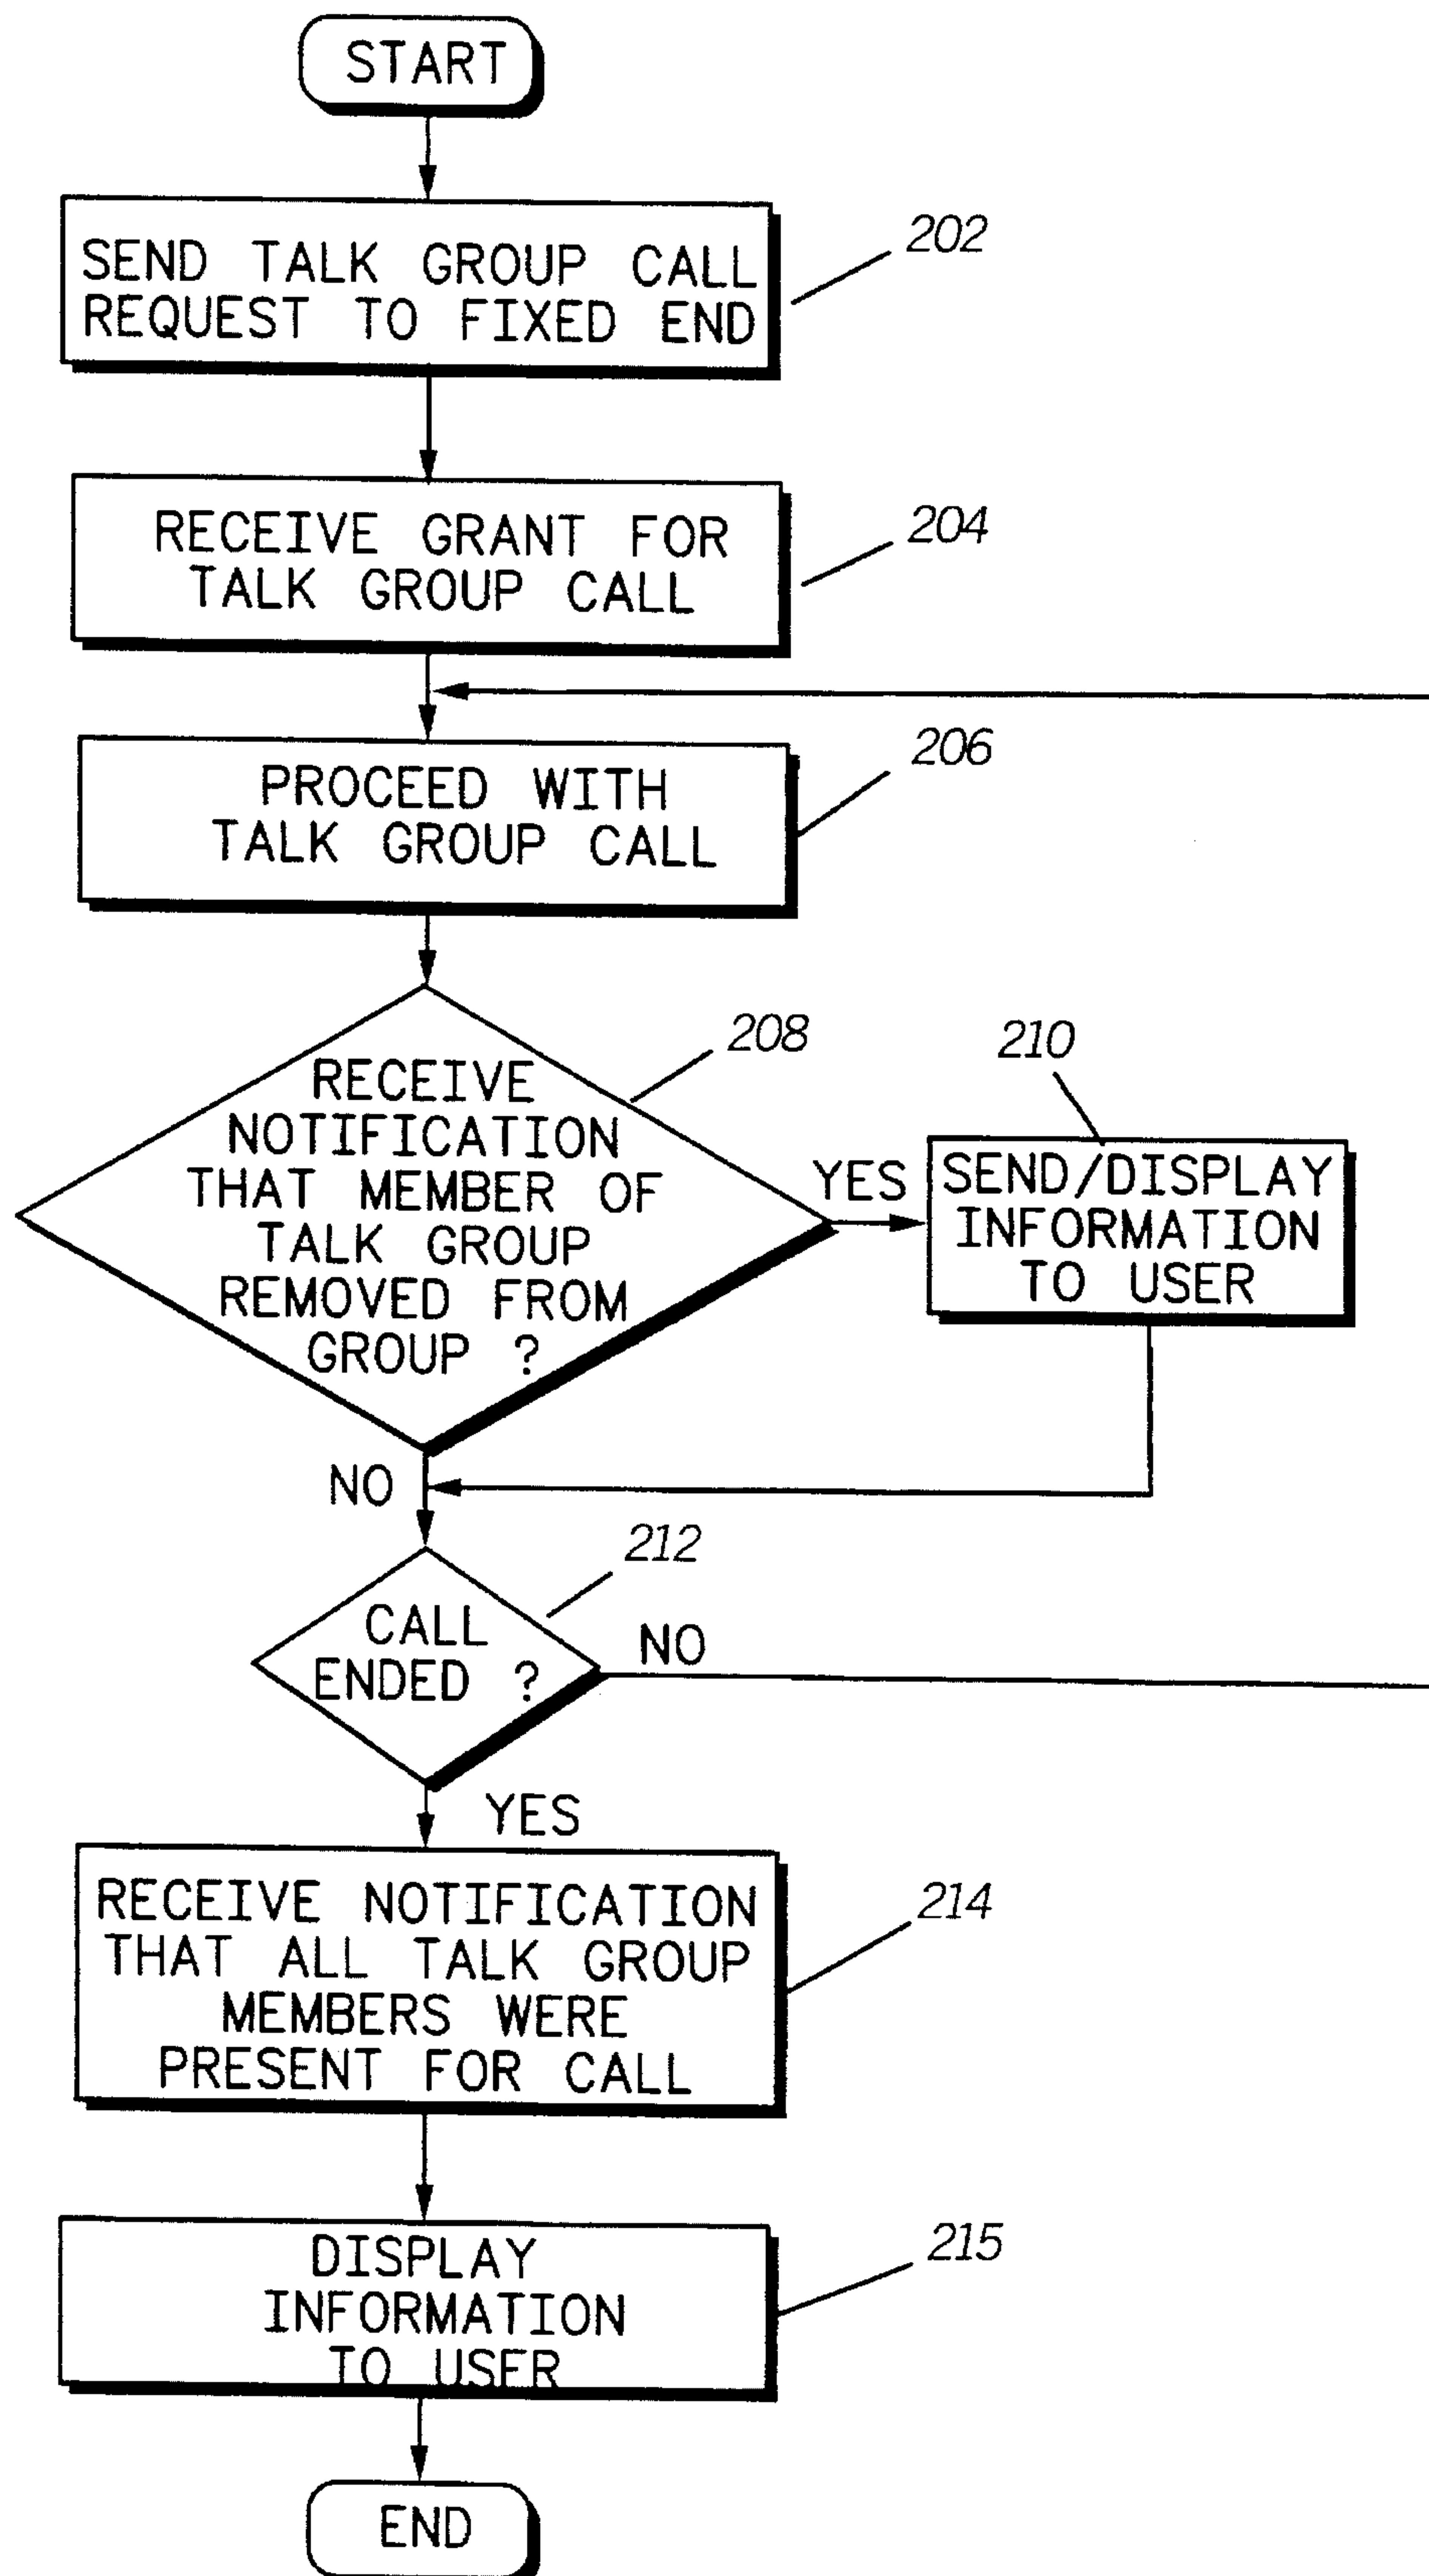 START
SEND TALK GROUP CALL
REQUEST TO FIXED END
202
RECEIVE GRANT FOR
TALK GROUP CALL
204
PROCEED WITH
TALK GROUP CALL
206
RECEIVE
NOTIFICATION
THAT MEMBER OF
TALK GROUP
REMOVED FROM
GROUP ?
208
YES
210
SEND/DISPLAY
INFORMATION
TO USER
NO
212
CALL
ENDED ?
NO
YES
RECEIVE NOTIFICATION
THAT ALL TALK GROUP
MEMBERS WERE
PRESENT FOR CALL
214
DISPLAY
INFORMATION
TO USER
215
END